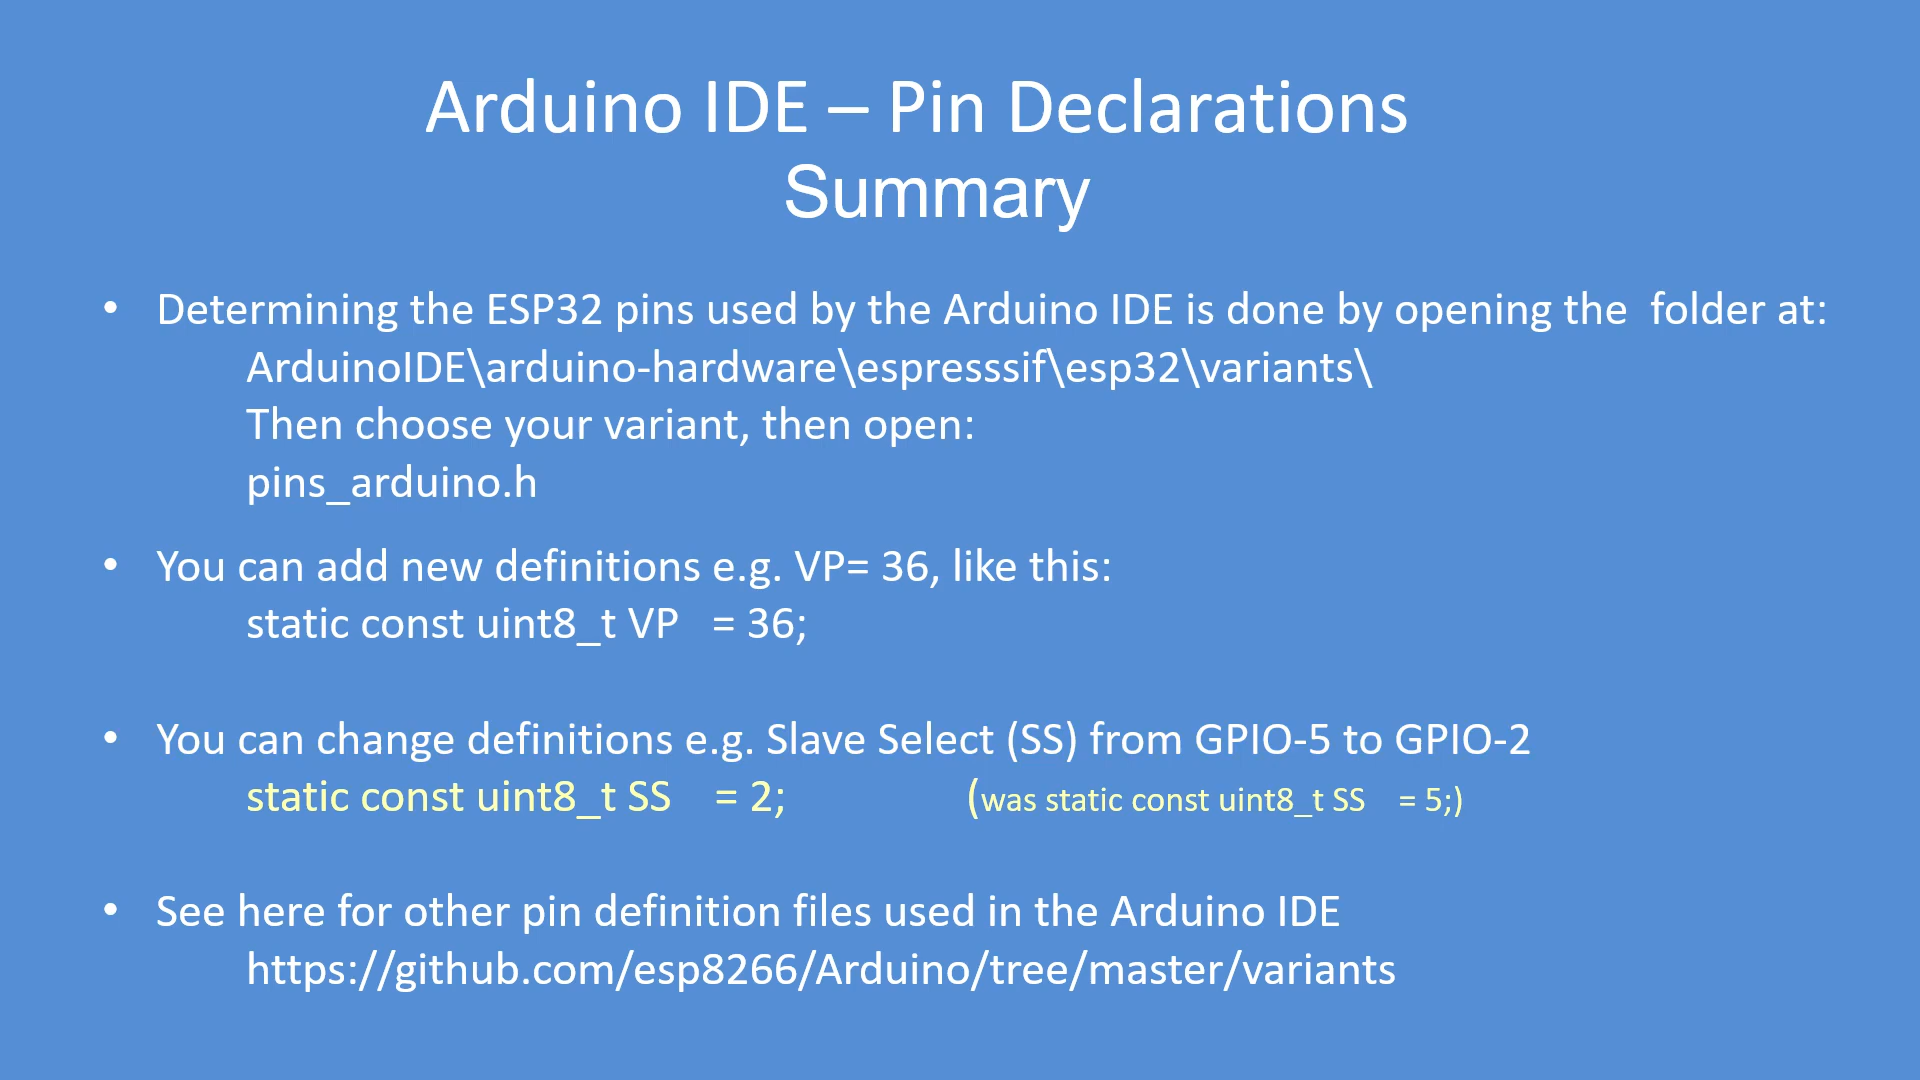 Arduino IDE – Pin Declarations
Summary
• Determining the ESP32 pins used by the Arduino IDE is done by opening the  folder at:
ArduinoIDE\arduino-hardware\espresssif\esp32\variants\
Then choose your variant, then open:
pins_arduino.h
• You can add new definitions e.g. VP= 36, like this:
static const uint8_t VP   = 36;
• You can change definitions e.g. Slave Select (SS) from GPIO-5 to GPIO-2
static const uint8_t SS    = 2;    (was static const uint8_t SS    = 5;)
• See here for other pin definition files used in the Arduino IDE
https://github.com/esp8266/Arduino/tree/master/variants